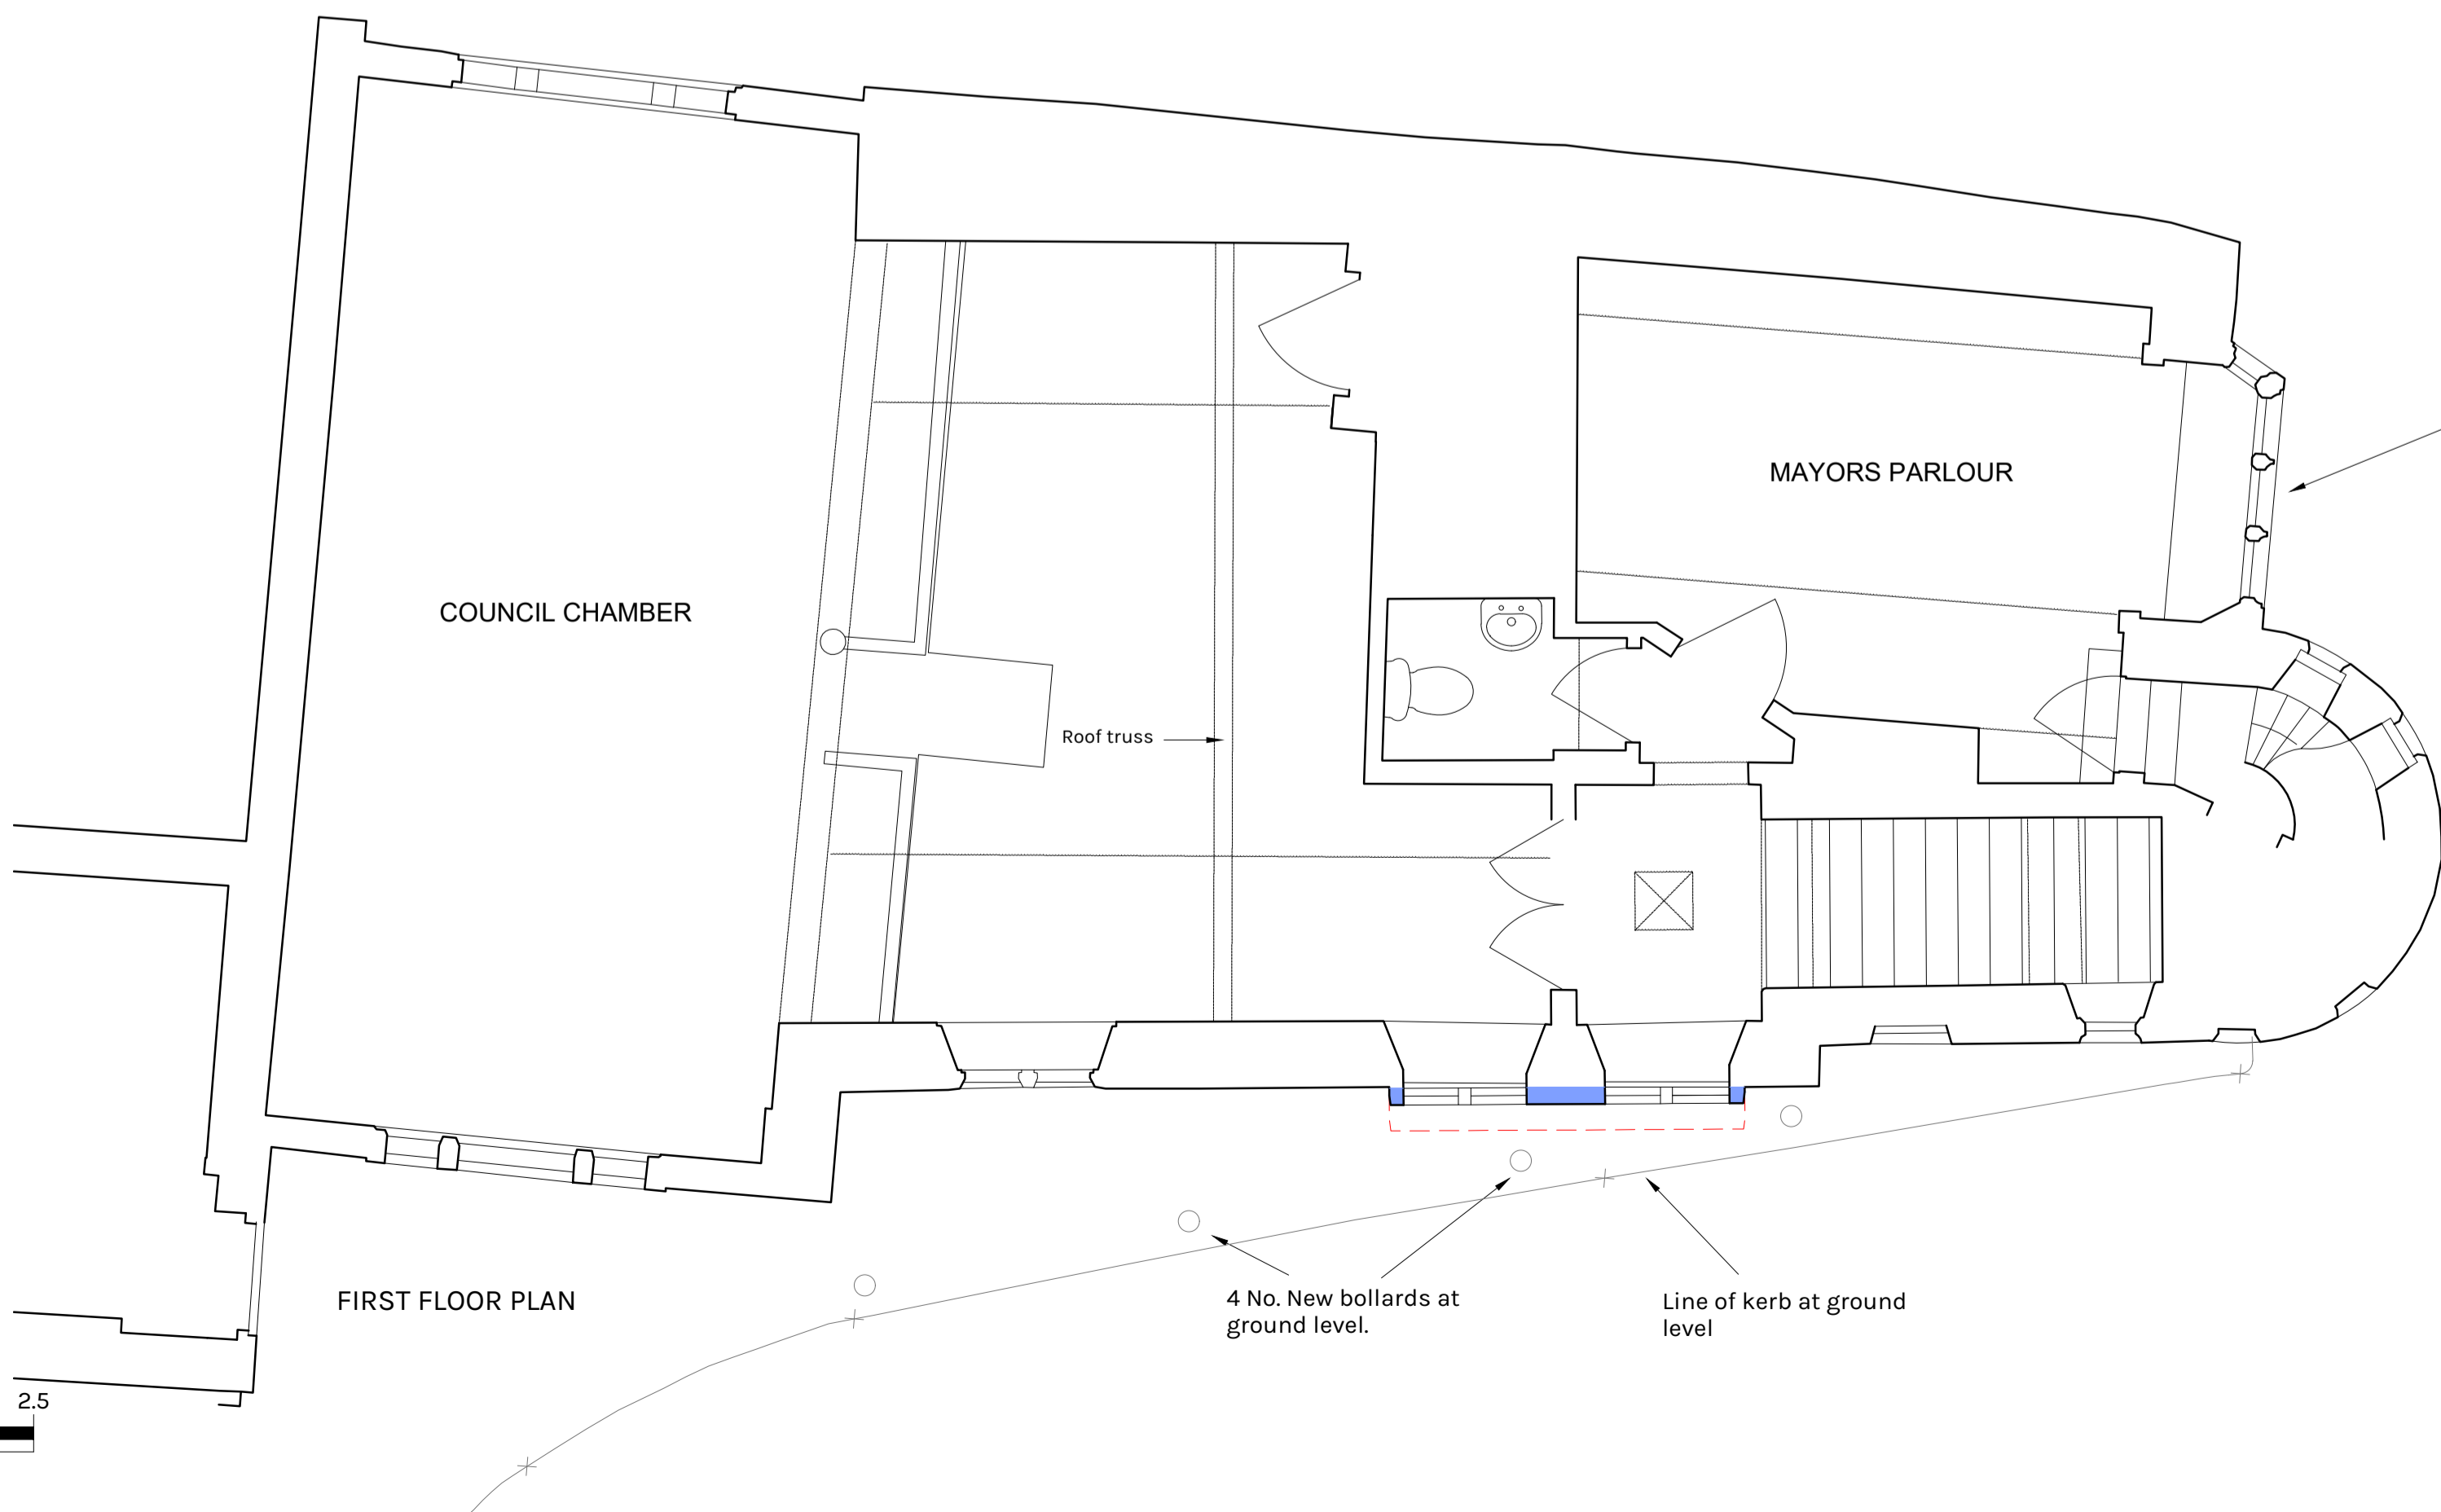 MAYORS PARLOUR
COUNCIL CHAMBER
Roof truss
FIRST FLOOR PLAN
4 No. New bollards at
ground level.
Line of kerb at ground
level
2.5